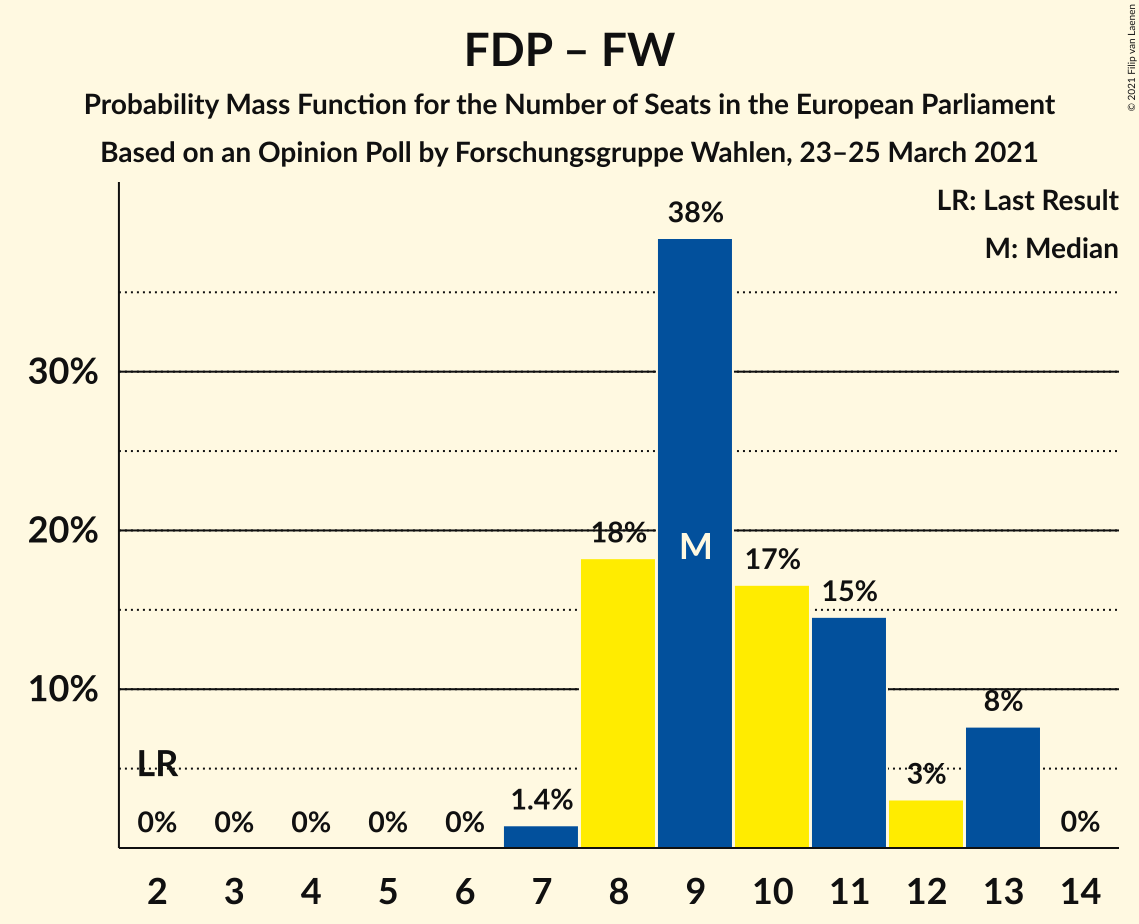 FDP – FW
Probability Mass Function for the Number of Seats in the European Parliament
Based on an Opinion Poll by Forschungsgruppe Wahlen, 23–25 March 2021
© 2021 Filip van Laenen
LR: Last Result
M: Median
38%
30%
20%
18%
M
17%
15%
10%
8%
LR
3%
1.4%
0% 0% 0% 0% 0% 0%
2 3 4 5 6 7 8 9 10 11 12 13 14